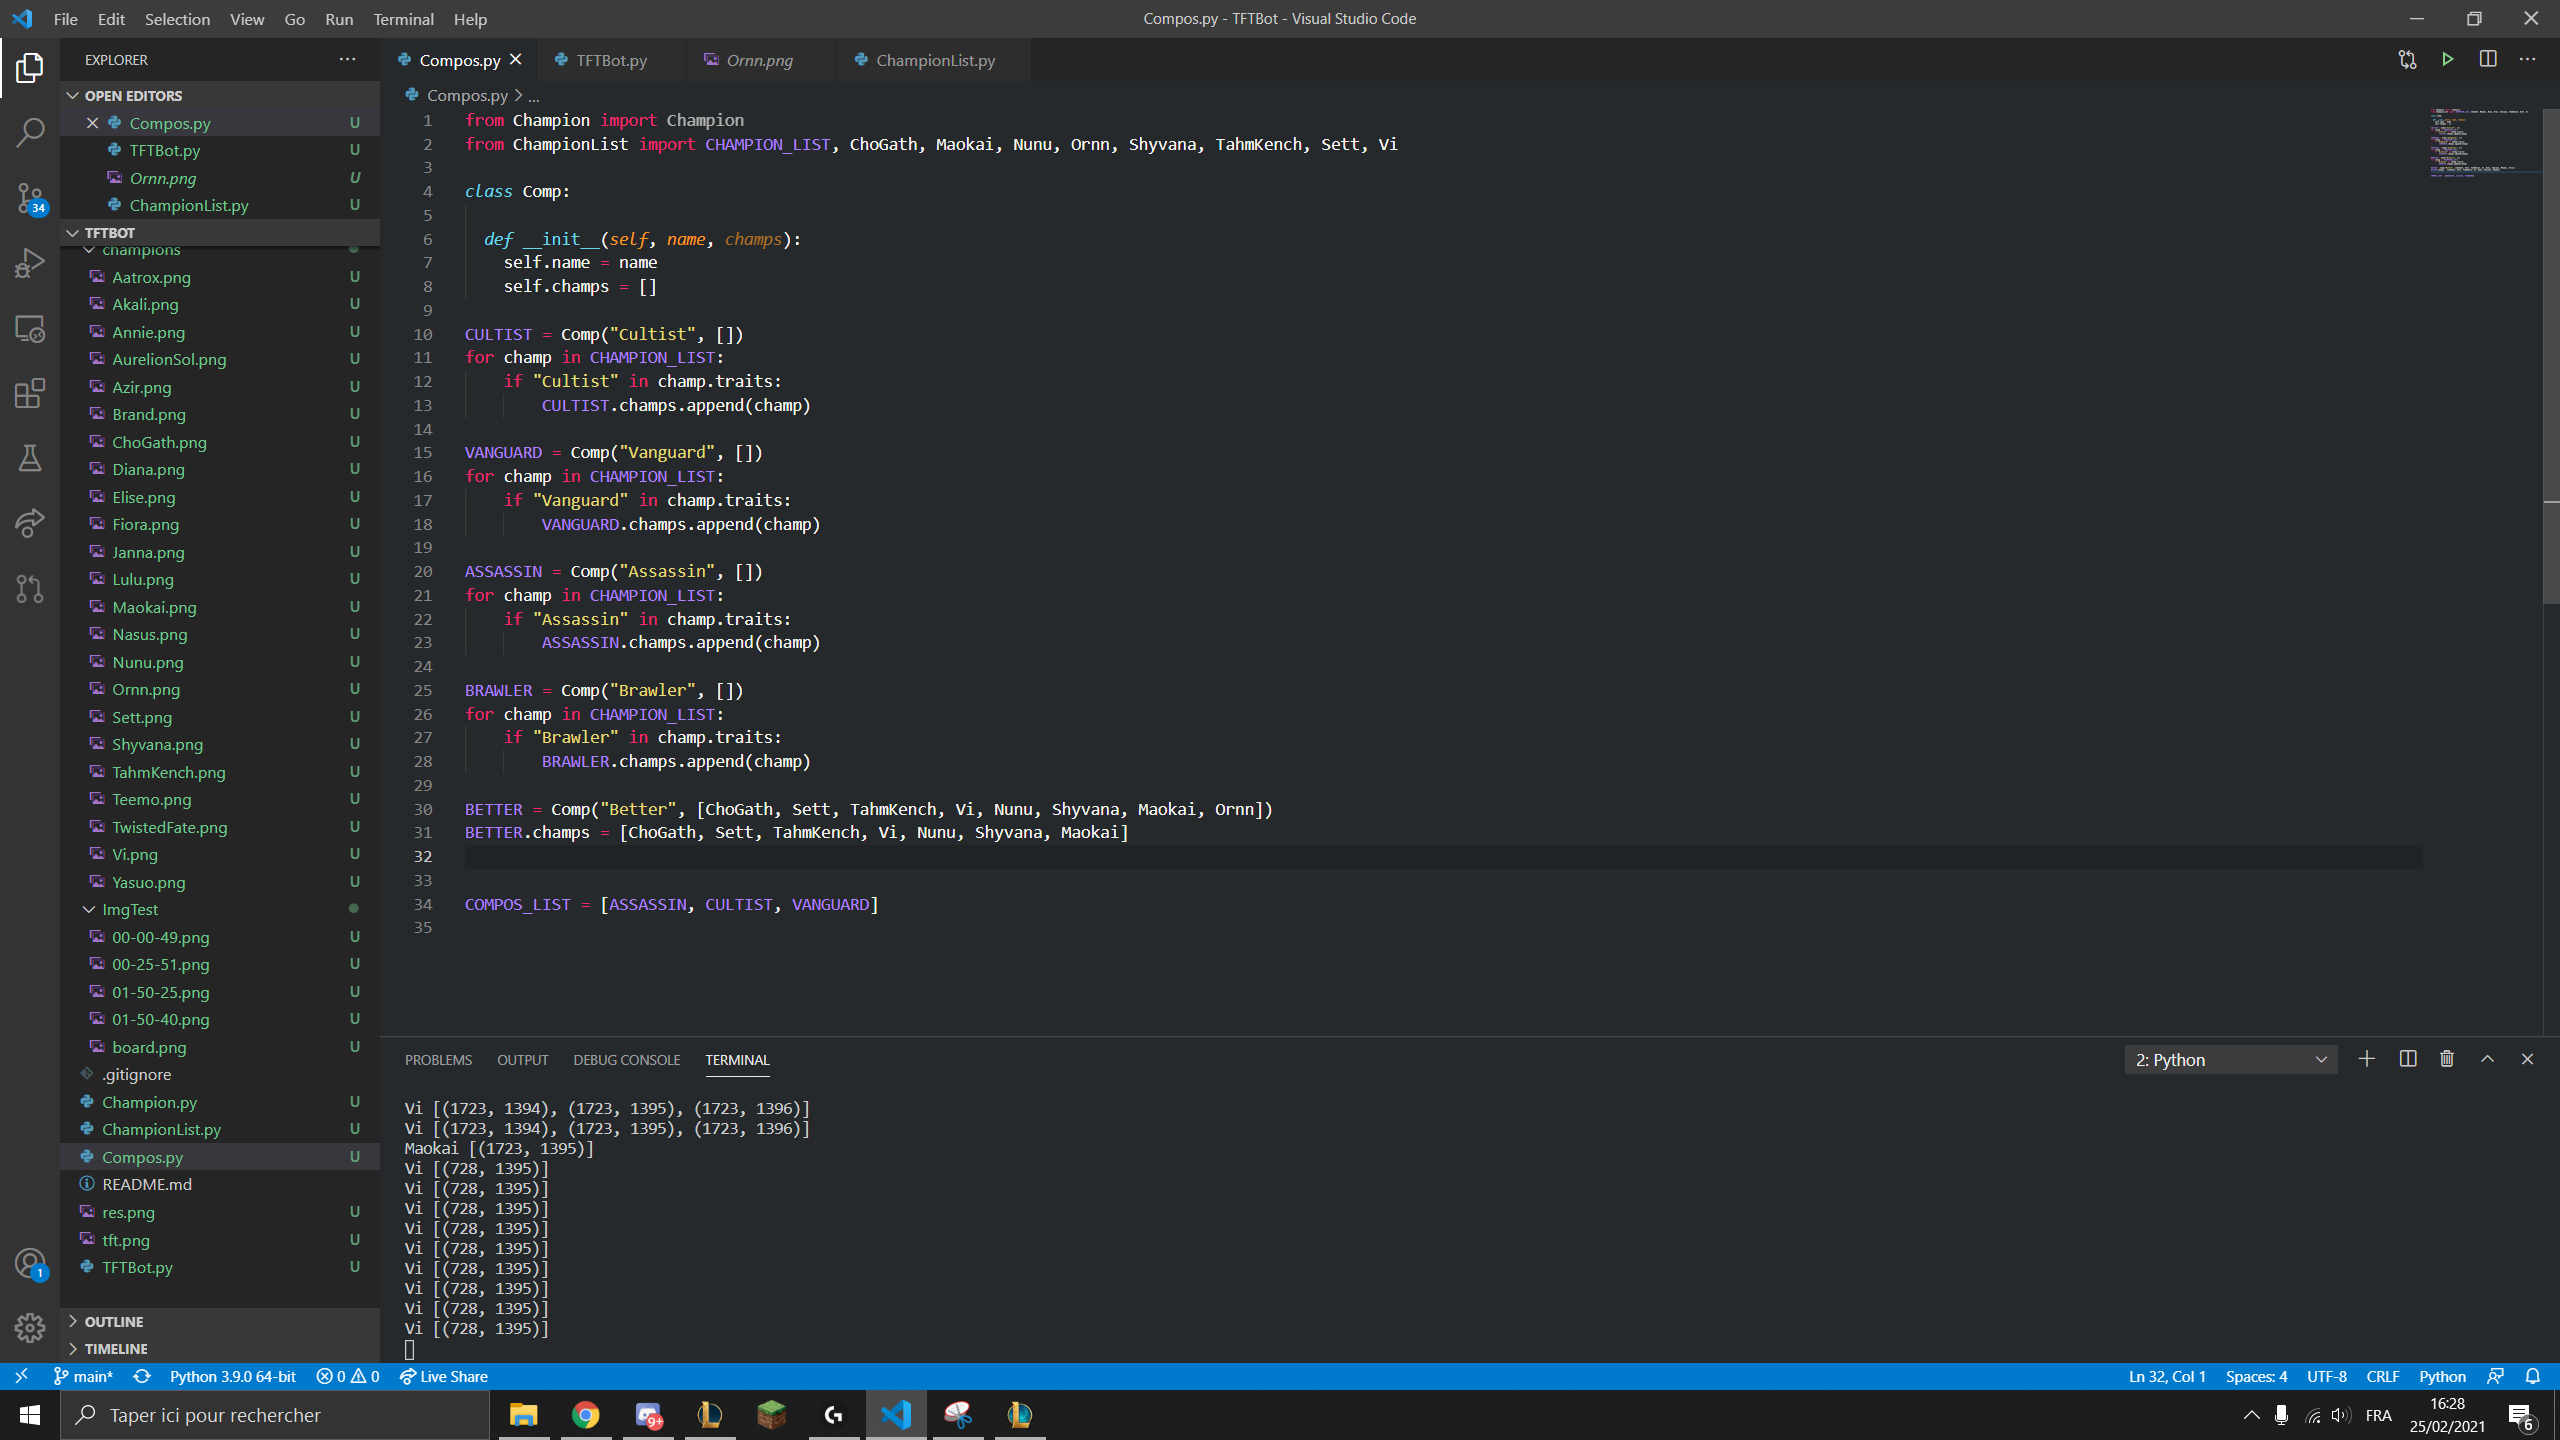 File Edit Selection View Go Run Terminal Help
Compos.py - TFTBot - Visual Studio Code
EXPLORER
OPEN EDITORS
Compos.py U
TFTBot.py U
Ornn.png U
ChampionList.py U
34
TFTBOT
champions
Aatrox.png U
Akali.png U
Annie.png U
AurelionSol.png U
Azir.png U
Brand.png U
ChoGath.png U
Diana.png U
Elise.png U
Fiora.png U
Janna.png U
Lulu.png U
Maokai.png U
Nasus.png U
Nunu.png U
Ornn.png U
Sett.png U
Shyvana.png U
TahmKench.png U
Teemo.png U
TwistedFate.png U
Vi.png U
Yasuo.png U
ImgTest
00-00-49.png U
00-25-51.png U
01-50-25.png U
01-50-40.png U
board.png U
.gitignore
Champion.py U
ChampionList.py U
Compos.py U
README.md
res.png U
tft.png U
TFTBot.py U
1
OUTLINE
TIMELINE
Compos.py TFTBot.py Ornn.png ChampionList.py
Compos.py > ...
1 from Champion import Champion
2 from ChampionList import CHAMPION_LIST, ChoGath, Maokai, Nunu, Ornn, Shyvana, TahmKench, Sett, Vi
3
4 class Comp:
5
6 def __init__(self, name, champs):
7 self.name = name
8 self.champs = []
9
10 CULTIST = Comp("Cultist", [])
11 for champ in CHAMPION_LIST:
12 if "Cultist" in champ.traits:
13 CULTIST.champs.append(champ)
14
15 VANGUARD = Comp("Vanguard", [])
16 for champ in CHAMPION_LIST:
17 if "Vanguard" in champ.traits:
18 VANGUARD.champs.append(champ)
19
20 ASSASSIN = Comp("Assassin", [])
21 for champ in CHAMPION_LIST:
22 if "Assassin" in champ.traits:
23 ASSASSIN.champs.append(champ)
24
25 BRAWLER = Comp("Brawler", [])
26 for champ in CHAMPION_LIST:
27 if "Brawler" in champ.traits:
28 BRAWLER.champs.append(champ)
29
30 BETTER = Comp("Better", [ChoGath, Sett, TahmKench, Vi, Nunu, Shyvana, Maokai, Ornn])
31 BETTER.champs = [ChoGath, Sett, TahmKench, Vi, Nunu, Shyvana, Maokai]
32
33
34 COMPOS_LIST = [ASSASSIN, CULTIST, VANGUARD]
35
PROBLEMS OUTPUT DEBUG CONSOLE TERMINAL
2: Python
Vi [(1723, 1394), (1723, 1395), (1723, 1396)]
Vi [(1723, 1394), (1723, 1395), (1723, 1396)]
Maokai [(1723, 1395)]
Vi [(728, 1395)]
Vi [(728, 1395)]
Vi [(728, 1395)]
Vi [(728, 1395)]
Vi [(728, 1395)]
Vi [(728, 1395)]
Vi [(728, 1395)]
Vi [(728, 1395)]
Vi [(728, 1395)]
main* Python 3.9.0 64-bit 0 0 Live Share
Ln 32, Col 1 Spaces: 4 UTF-8 CRLF Python
Taper ici pour rechercher
9+
FRA
16:28
25/02/2021
6